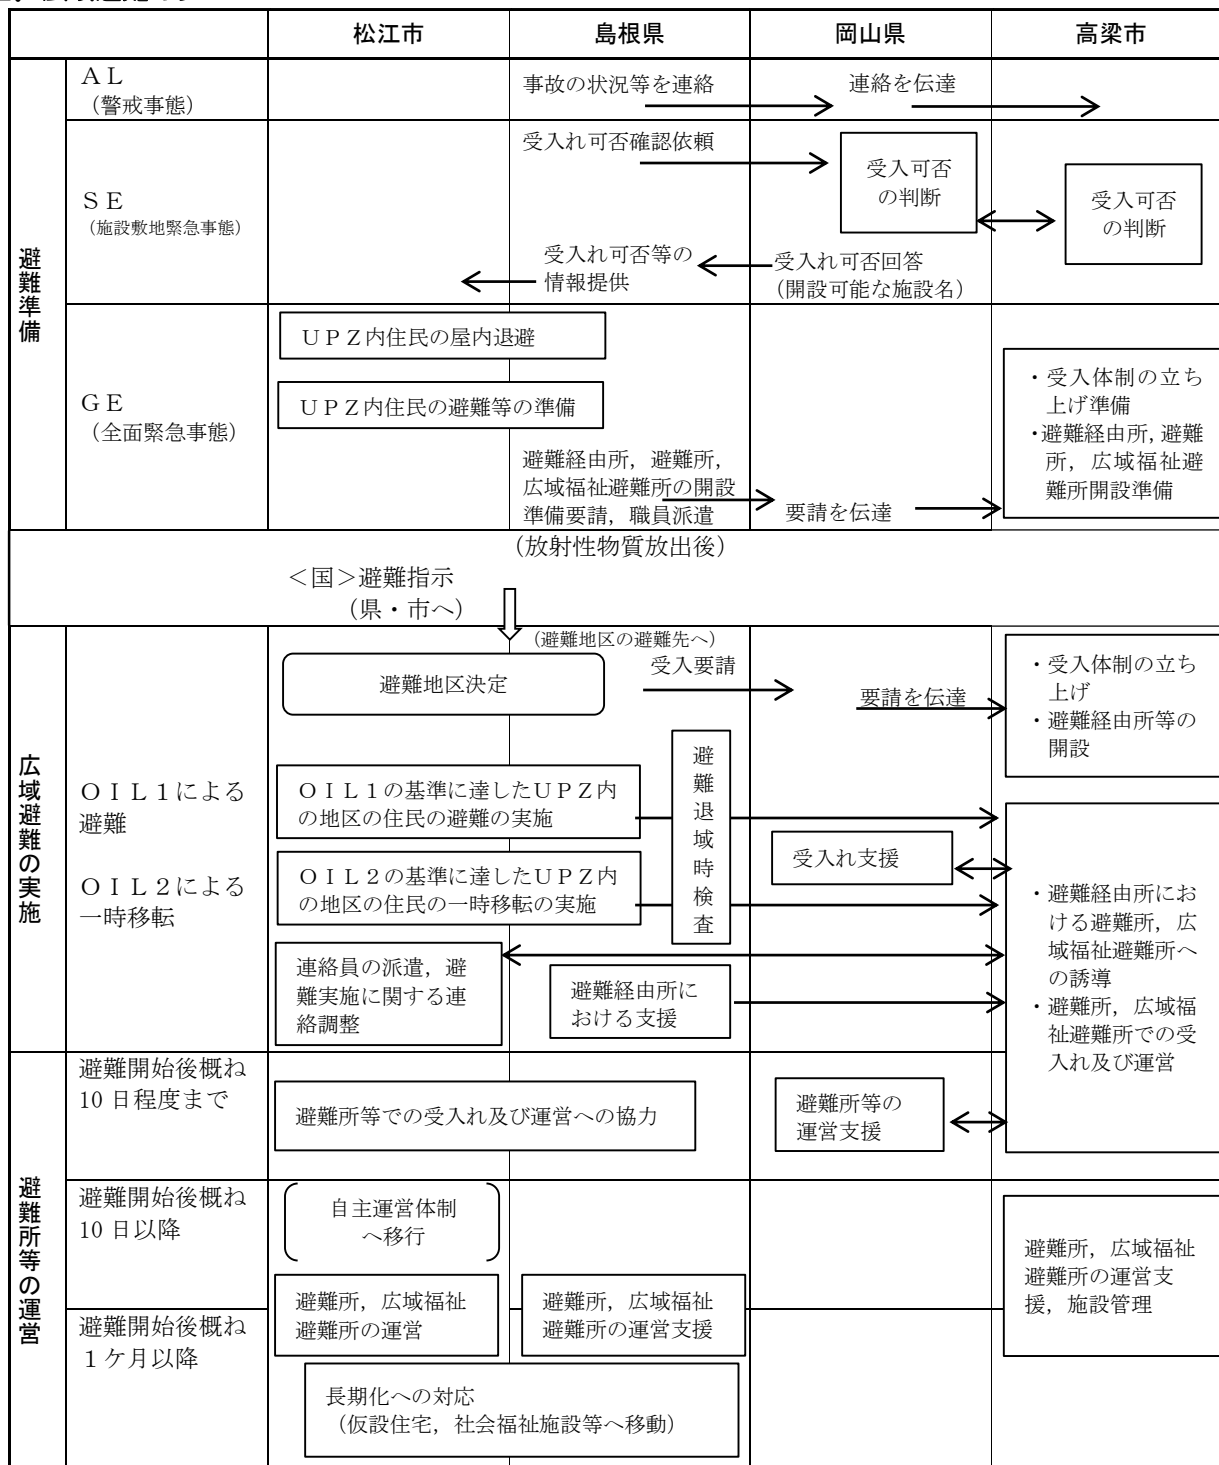 松江市
島根県
岡山県
高梁市
避難準備
ＡＬ
（警戒事態）
事故の状況等を連絡
連絡を伝達
ＳＥ
（施設敷地緊急事態）
受入れ可否確認依頼
受入可否
の判断
受入可否
の判断
受入れ可否等の
情報提供
受入れ可否回答
（開設可能な施設名）
ＧＥ
（全面緊急事態）
ＵＰＺ内住民の屋内退避
ＵＰＺ内住民の避難等の準備
避難経由所，避難所，
広域福祉避難所の開設
準備要請，職員派遣
要請を伝達
・受入体制の立ち
上げ準備
・避難経由所，避難
所，広域福祉避
難所開設準備
（放射性物質放出後）
＜国＞避難指示
（県・市へ）
広域避難の実施
ＯＩＬ１による
避難
ＯＩＬ２による
一時移転
避難地区決定
（避難地区の避難先へ）
受入要請
要請を伝達
・受入体制の立ち
上げ
・避難経由所等の
開設
ＯＩＬ１の基準に達したＵＰＺ内
の地区の住民の避難の実施
避難退域時検査
受入れ支援
ＯＩＬ２の基準に達したＵＰＺ内
の地区の住民の一時移転の実施
連絡員の派遣，避
難実施に関する連
絡調整
避難経由所に
おける支援
・避難経由所にお
ける避難所，広
域福祉避難所へ
の誘導
・避難所，広域福
祉避難所での受
入れ及び運営
避難所等の運営
避難開始後概ね
10 日程度まで
避難所等での受入れ及び運営への協力
避難所等の
運営支援
避難開始後概ね
10 日以降
自主運営体制
へ移行
避難所，広域福祉
避難所の運営
避難所，広域福祉
避難所の運営支援
避難所，広域福祉
避難所の運営支
援，施設管理
避難開始後概ね
１ケ月以降
長期化への対応
（仮設住宅，社会福祉施設等へ移動）